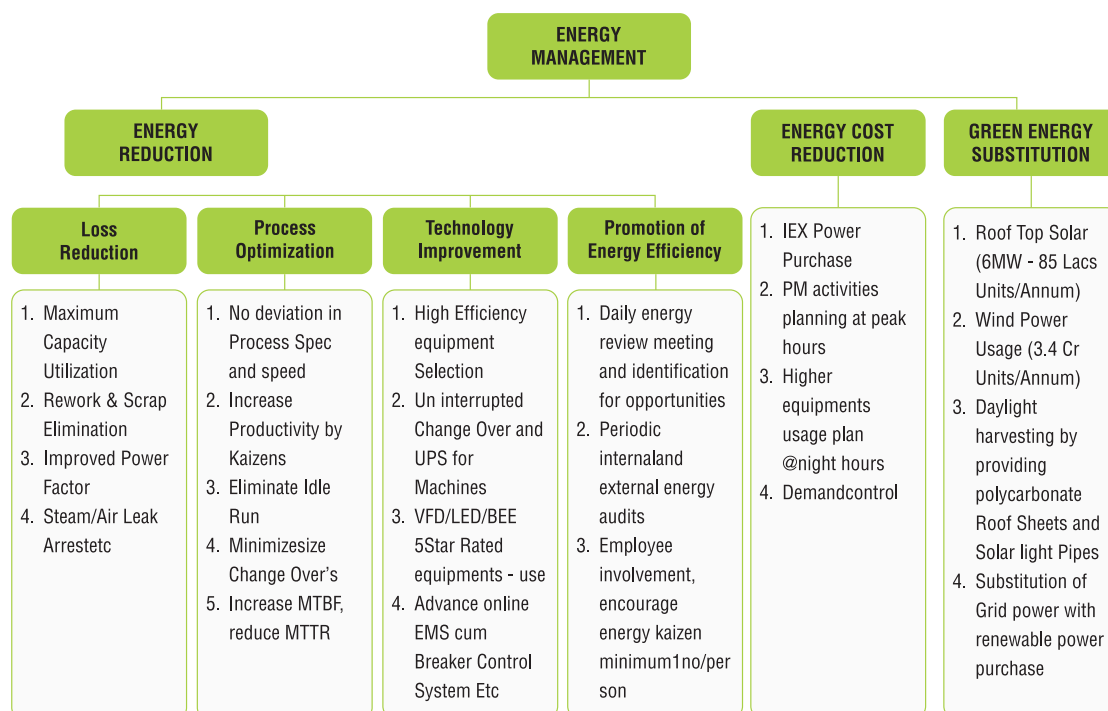 ENERGY
MANAGEMENT
ENERGY
REDUCTION
ENERGY COST
REDUCTION
GREEN ENERGY
SUBSTITUTION
Loss
Reduction
1. Maximum
Capacity
Utilization
2. Rework & Scrap
Elimination
3. Improved Power
Factor
4. Steam/Air Leak
Arrestetc
Process
Optimization
1. No deviation in
Process Spec
and speed
2. Increase
Productivity by
Kaizens
3. Eliminate Idle
Run
4. Minimizesize
Change Over's
5. Increase MTBF,
reduce MTTR
Technology
Improvement
1. High Efficiency
equipment
Selection
2. Un interrupted
Change Over and
UPS for
Machines
3. VFD/LED/BEE
5Star Rated
equipments - use
4. Advance online
EMS cum
Breaker Control
System Etc
Promotion of
Energy Efficiency
1. Daily energy
review meeting
and identification
for opportunities
2. Periodic
internaland
external energy
audits
3. Employee
involvement,
encourage
energy kaizen
minimum1no/per
son
1. IEX Power
Purchase
2. PM activities
planning at peak
hours
3. Higher
equipments
usage plan
@night hours
4. Demandcontrol
1. Roof Top Solar
(6MW - 85 Lacs
Units/Annum)
2. Wind Power
Usage (3.4 Cr
Units/Annum)
3. Daylight
harvesting by
providing
polycarbonate
Roof Sheets and
Solar light Pipes
4. Substitution of
Grid power with
renewable power
purchase